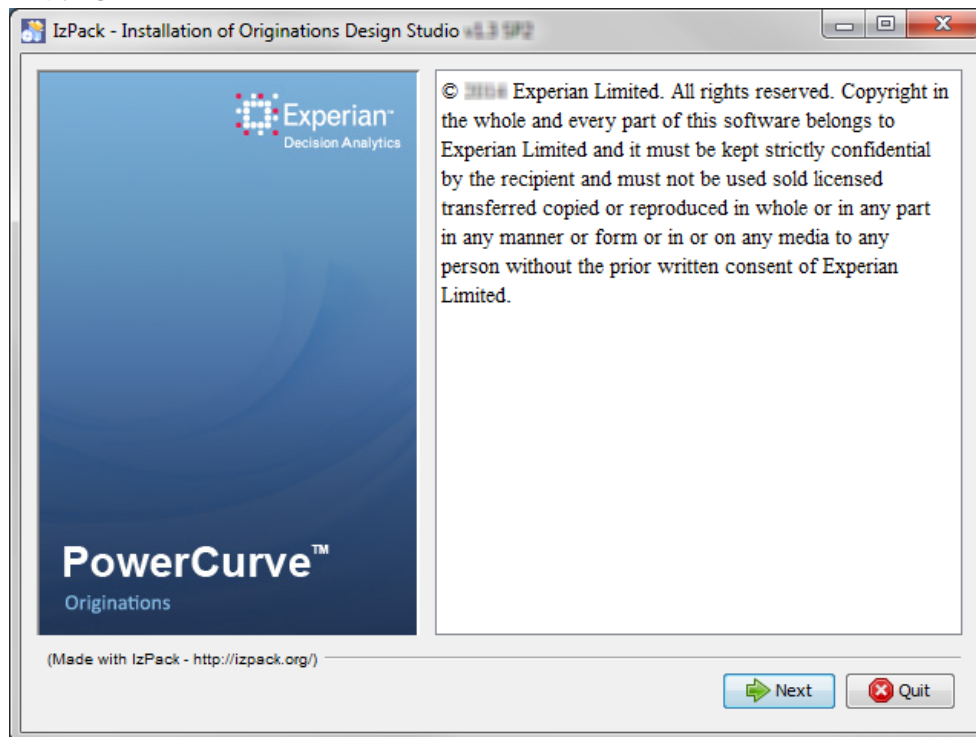 IzPack - Installation of Originations Design Studio
Experian™
Decision Analytics
© Experian Limited. All rights reserved. Copyright in
the whole and every part of this software belongs to
Experian Limited and it must be kept strictly confidential
by the recipient and must not be used sold licensed
transferred copied or reproduced in whole or in any part
in any manner or form or in or on any media to any
person without the prior written consent of Experian
Limited.
PowerCurve™
Originations
(Made with IzPack - http://izpack.org/)
Next
Quit